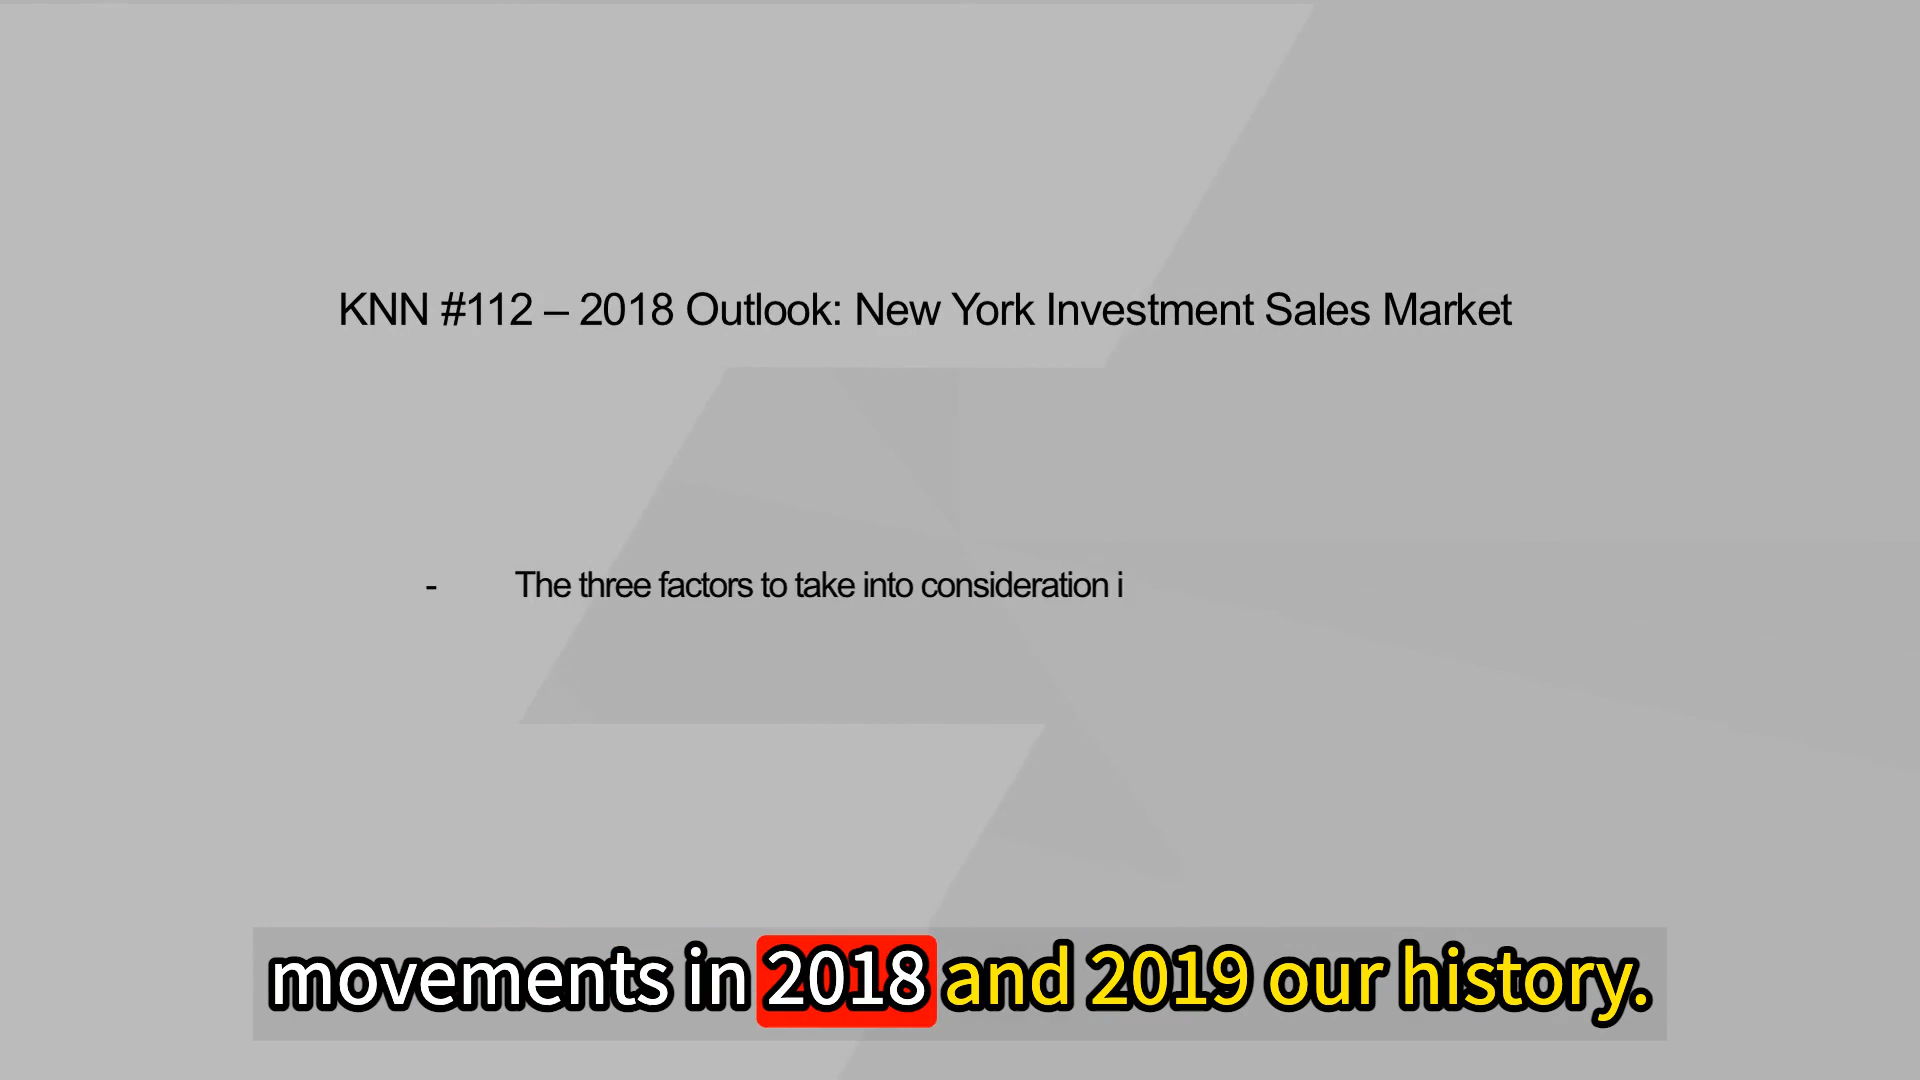 KNN #112 – 2018 Outlook: New York Investment Sales Market
- The three factors to take into consideration i
movements in 2018 and 2019 our history.